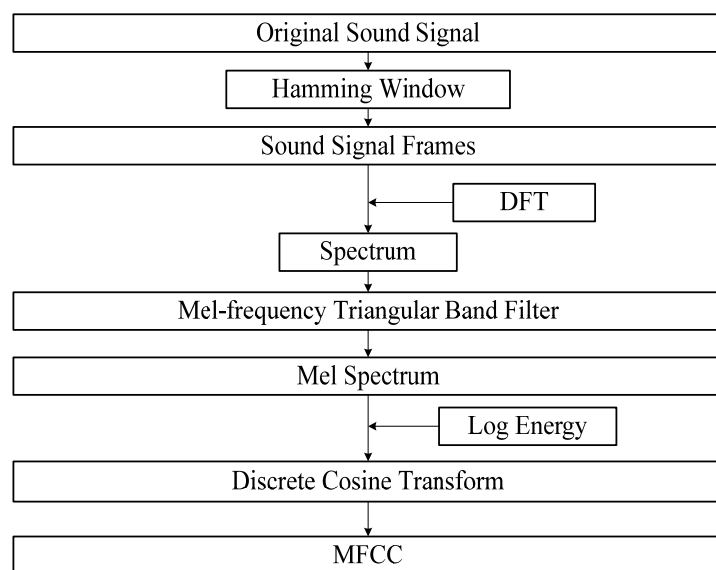 Original Sound Signal
Hamming Window
Sound Signal Frames
DFT
Spectrum
Mel-frequency Triangular Band Filter
Mel Spectrum
Log Energy
Discrete Cosine Transform
MFCC